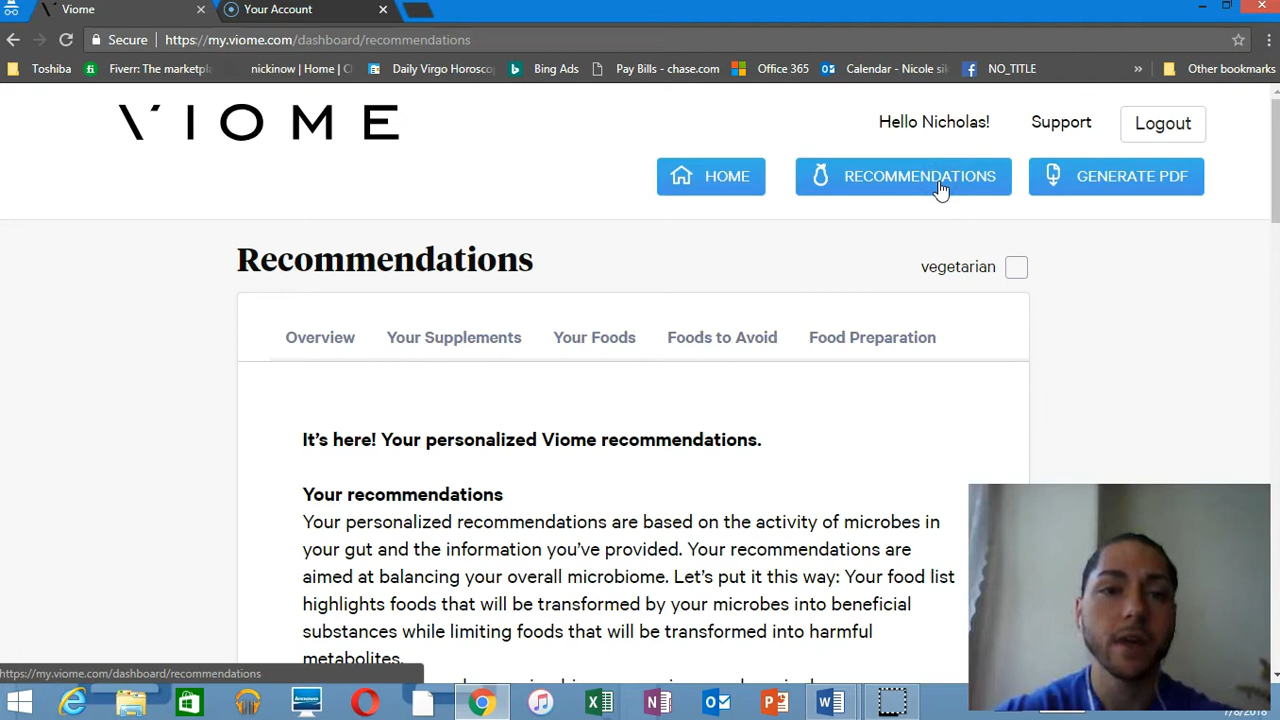 Viome
Your Account
Secure https://my.viome.com/dashboard/recommendations
Toshiba Fiverr: The marketpl nickinow | Home | C Daily Virgo Horosco Bing Ads Pay Bills - chase.com Office 365 Calendar - Nicole sil NO_TITLE » Other bookmarks
VIOME
Hello Nicholas! Support Logout
HOME RECOMMENDATIONS GENERATE PDF
Recommendations
vegetarian
Overview Your Supplements Your Foods Foods to Avoid Food Preparation
It's here! Your personalized Viome recommendations.
Your recommendations
Your personalized recommendations are based on the activity of microbes in
your gut and the information you've provided. Your recommendations are
aimed at balancing your overall microbiome. Let's put it this way: Your food list
highlights foods that will be transformed by your microbes into beneficial
substances while limiting foods that will be transformed into harmful
metabolites.
https://my.viome.com/dashboard/recommendations